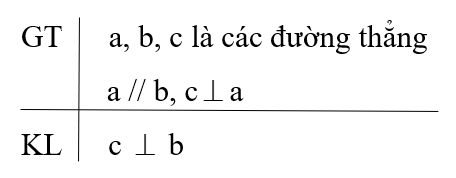 GT a, b, c là các đường thẳng
a // b, c ⊥ a
KL c ⊥ b